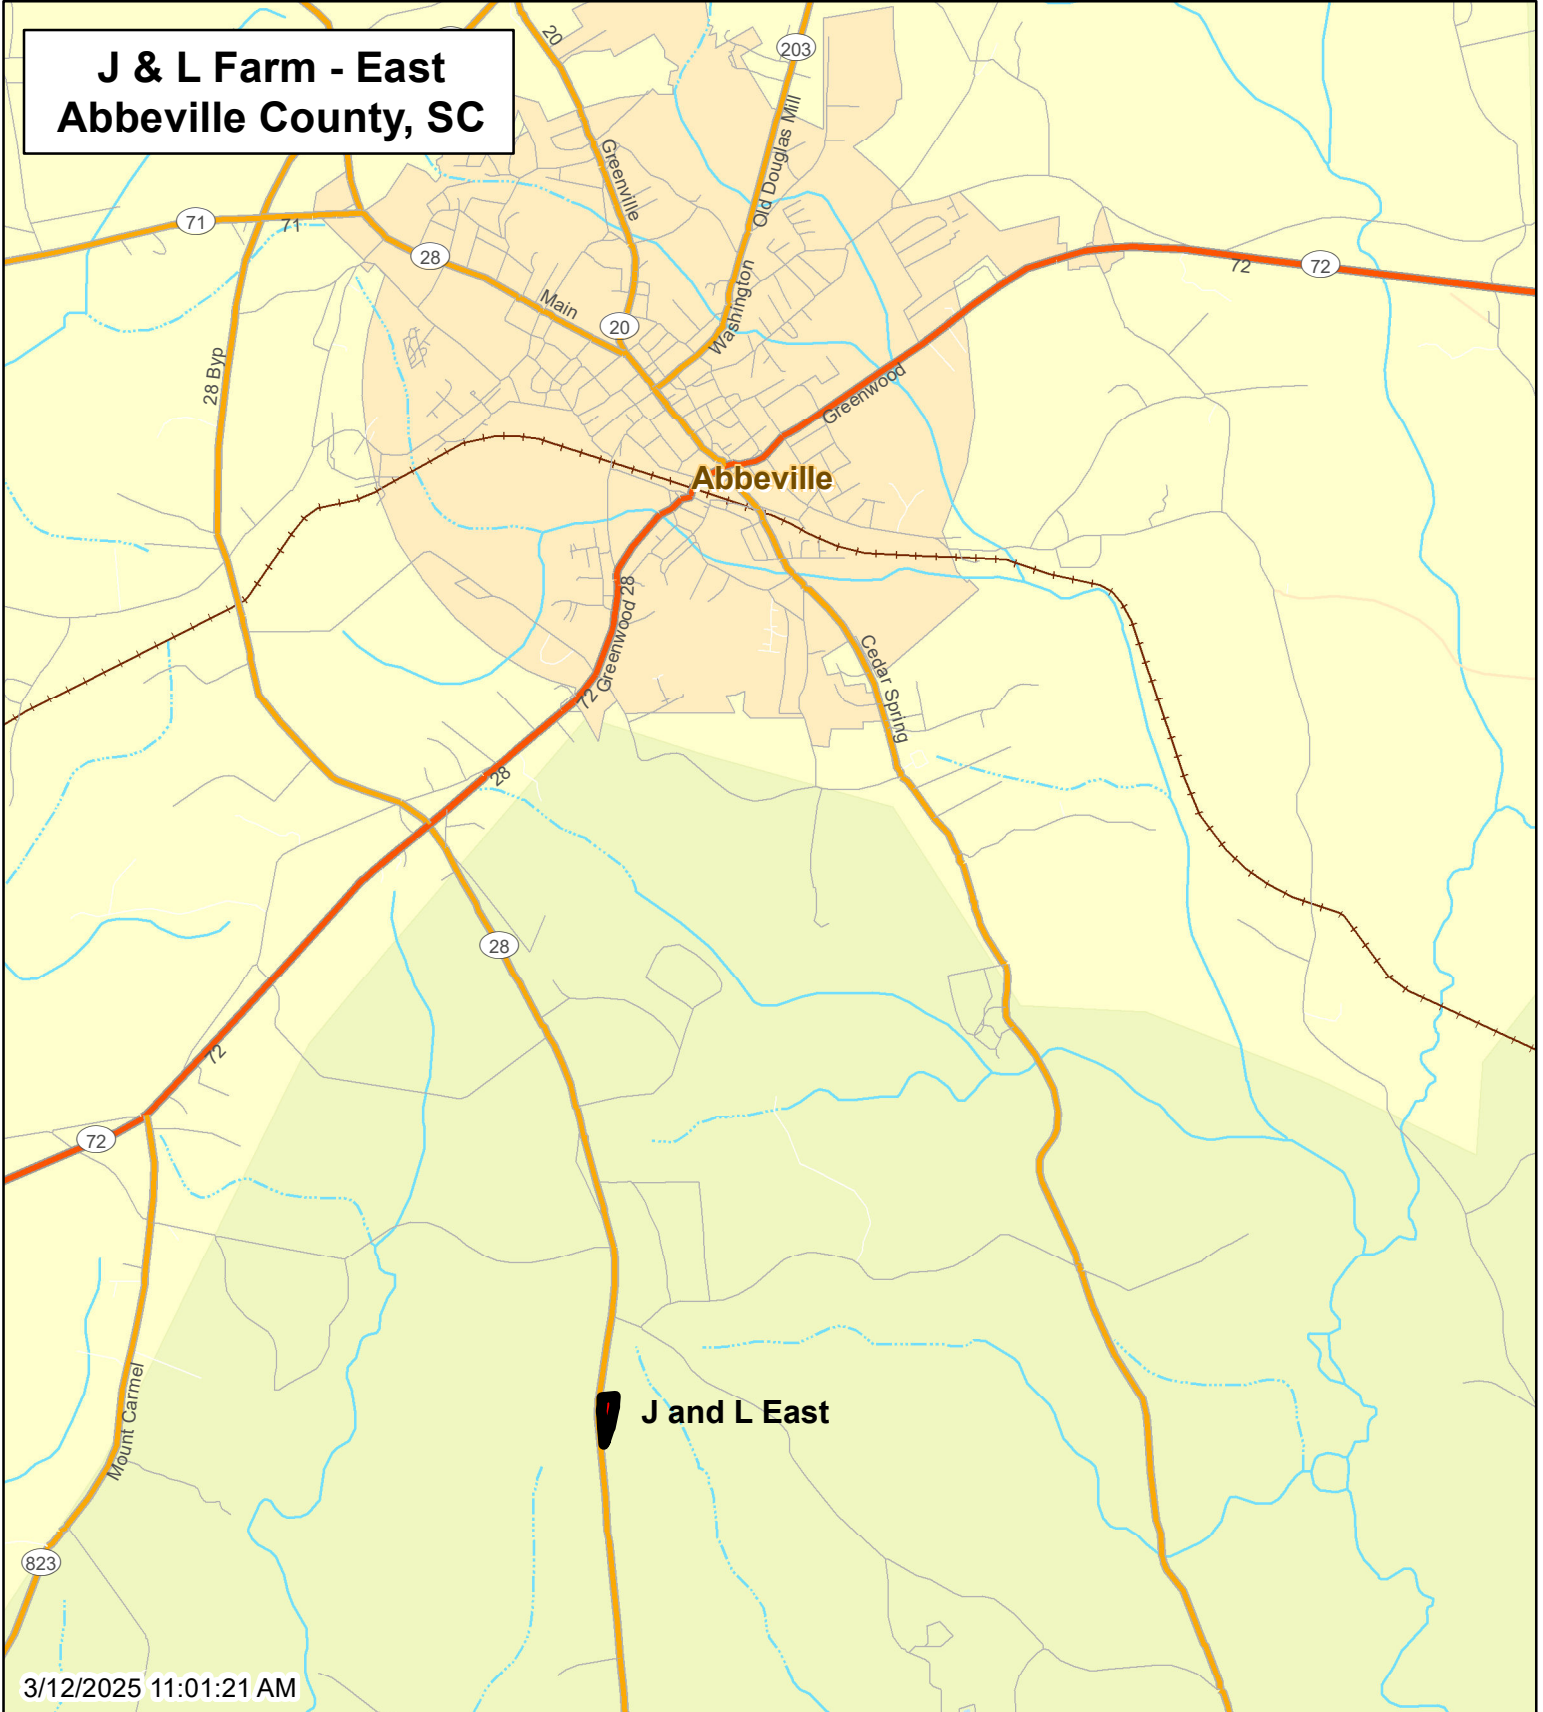 J & L Farm - East
Abbeville County, SC
20
203
Old Douglas Mill
Greenville
71
71
28
72
72
Main
20
Washington
28 Byp
Greenwood
Abbeville
28
Greenwood
72
Cedar Spring
28
28
72
72
Mount Carmel
J and L East
823
3/12/2025 11:01:21 AM